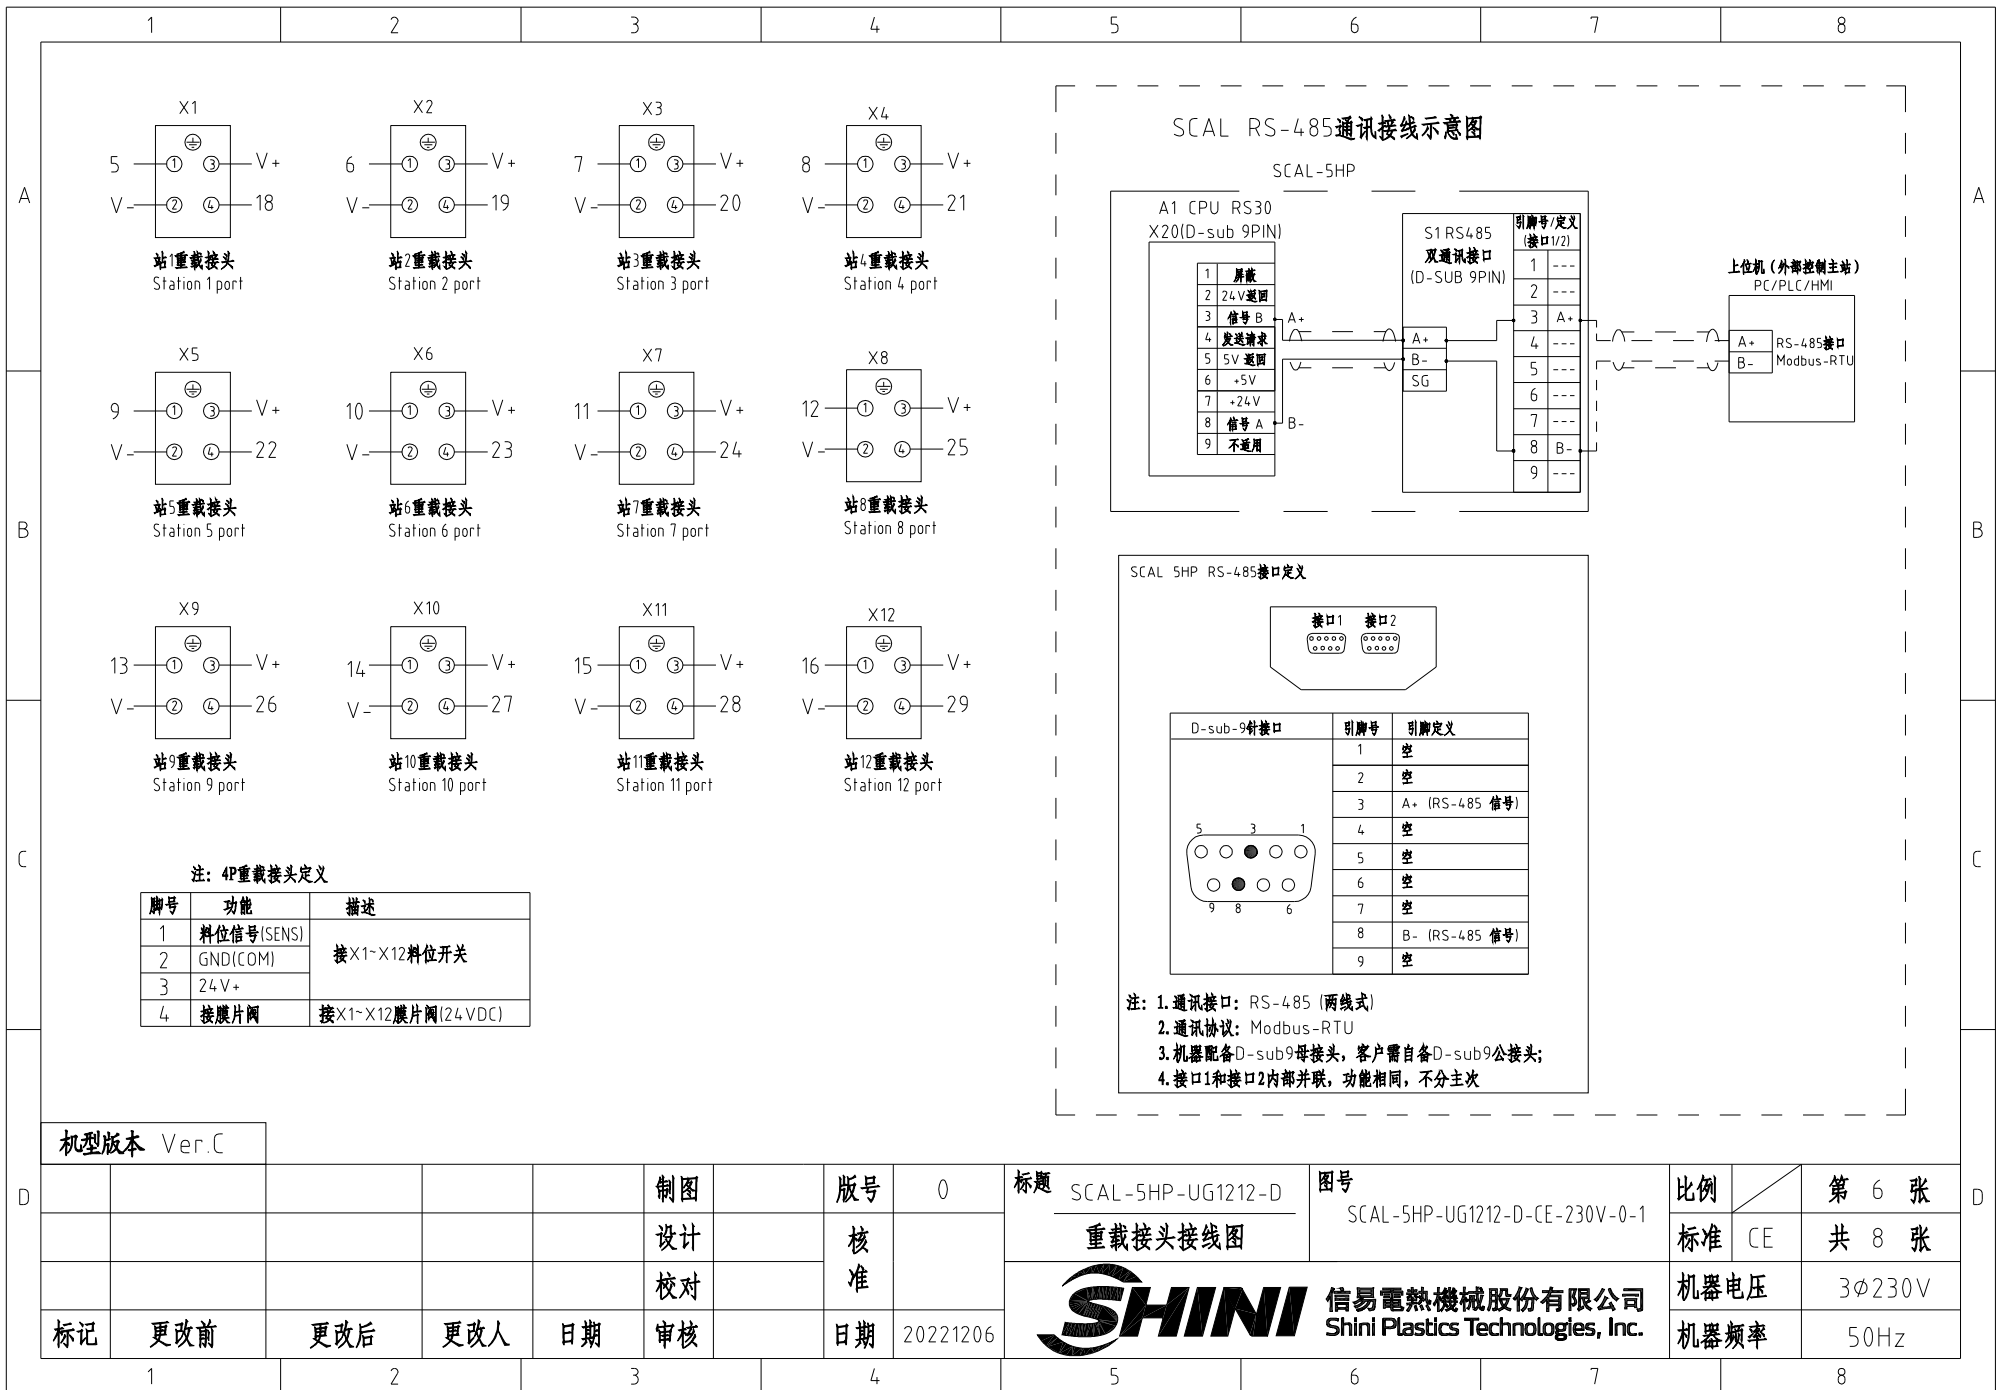 1 2 3 4 5 6 7 8
A
B
C
D
X1
5 1 3 V+
V- 2 4 18
站1重载接头
Station 1 port
X2
6 1 3 V+
V- 2 4 19
站2重载接头
Station 2 port
X3
7 1 3 V+
V- 2 4 20
站3重载接头
Station 3 port
X4
8 1 3 V+
V- 2 4 21
站4重载接头
Station 4 port
X5
9 1 3 V+
V- 2 4 22
站5重载接头
Station 5 port
X6
10 1 3 V+
V- 2 4 23
站6重载接头
Station 6 port
X7
11 1 3 V+
V- 2 4 24
站7重载接头
Station 7 port
X8
12 1 3 V+
V- 2 4 25
站8重载接头
Station 8 port
X9
13 1 3 V+
V- 2 4 26
站9重载接头
Station 9 port
X10
14 1 3 V+
V- 2 4 27
站10重载接头
Station 10 port
X11
15 1 3 V+
V- 2 4 28
站11重载接头
Station 11 port
X12
16 1 3 V+
V- 2 4 29
站12重载接头
Station 12 port
注: 4P重载接头定义
脚号 功能 描述
1 料位信号(SENS)
接X1~X12料位开关
2 GND(COM)
3 24V+
4 接膜片阀 接X1~X12膜片阀(24VDC)
SCAL RS-485通讯接线示意图
SCAL-5HP
A1 CPU RS30
X20(D-sub 9PIN)
1 屏蔽
2 24V返回
3 信号 B A+
4 发送请求
5 5V 返回
6 +5V
7 +24V
8 信号 A B-
9 不适用
S1 RS485
双通讯接口
(D-SUB 9PIN)
A+
B-
SG
引脚号/定义
(接口1/2)
1 ---
2 ---
3 A+
4 ---
5 ---
6 ---
7 ---
8 B-
9 ---
上位机（外部控制主站）
PC/PLC/HMI
A+ RS-485接口
B- Modbus-RTU
SCAL 5HP RS-485接口定义
接口1 接口2
D-sub-9针接口 引脚号 引脚定义
1 空
2 空
3 A+ (RS-485 信号)
4 空
5 空
6 空
7 空
8 B- (RS-485 信号)
9 空
5 3 1
9 8 6
注: 1.通讯接口: RS-485 (两线式)
2.通讯协议: Modbus-RTU
3.机器配备D-sub9母接头, 客户需自备D-sub9公接头;
4.接口1和接口2内部并联, 功能相同, 不分主次
A
B
C
D
机型版本 Ver.C
制图
设计
校对
标记 更改前 更改后 更改人 日期 审核
版号 0
核
准
日期 20221206
标题 SCAL-5HP-UG1212-D
重载接头接线图
图号
SCAL-5HP-UG1212-D-CE-230V-0-1
比例 第 6 张
标准 CE 共 8 张
机器电压 3∅230V
机器频率 50Hz
SHINI
信易電熱機械股份有限公司
Shini Plastics Technologies, Inc.
1 2 3 4 5 6 7 8